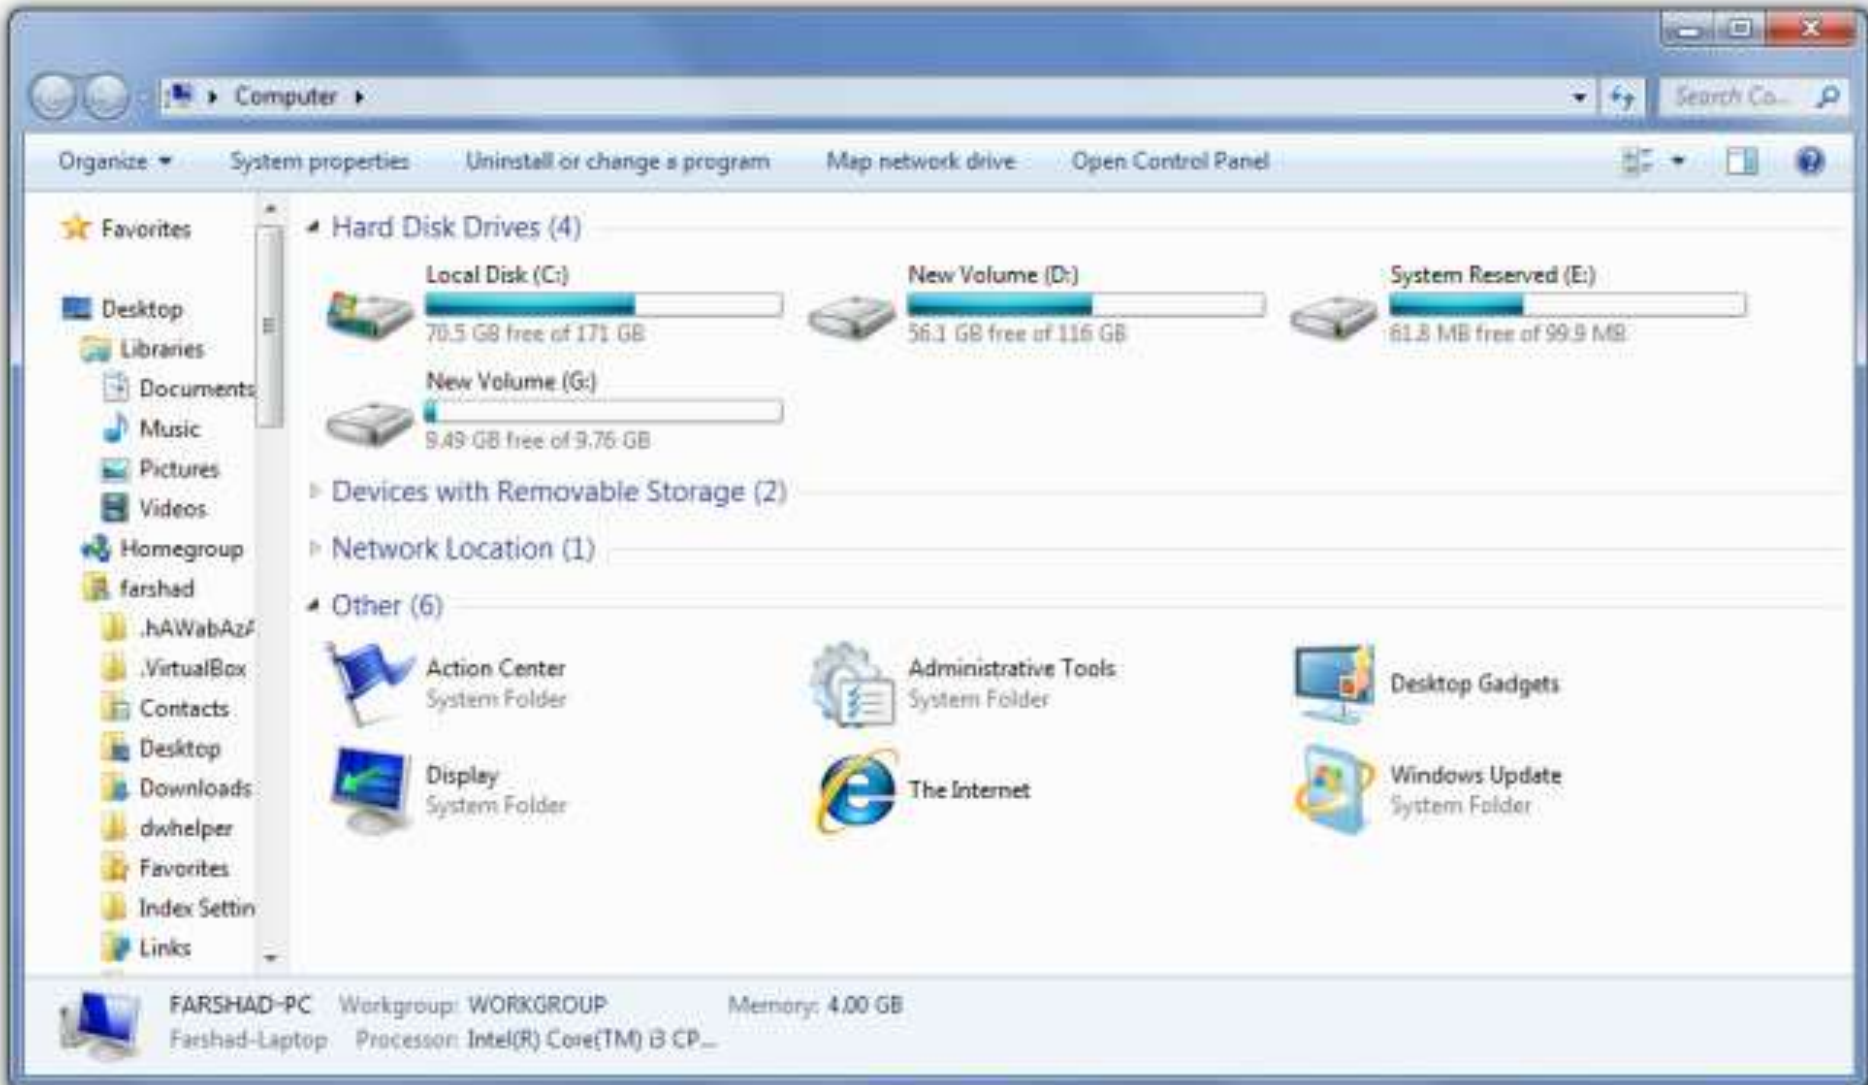 Computer
Search Co...
Organize
System properties
Uninstall or change a program
Map network drive
Open Control Panel
Favorites
Desktop
Libraries
Documents
Music
Pictures
Videos
Homegroup
farshad
.hAWabAzA
.VirtualBox
Contacts
Desktop
Downloads
dwhelper
Favorites
Index Settin
Links
Hard Disk Drives (4)
Local Disk (C:)
70.5 GB free of 171 GB
New Volume (D:)
56.1 GB free of 116 GB
System Reserved (E:)
61.8 MB free of 99.9 MB
New Volume (G:)
9.49 GB free of 9.76 GB
Devices with Removable Storage (2)
Network Location (1)
Other (6)
Action Center
System Folder
Administrative Tools
System Folder
Desktop Gadgets
Display
System Folder
The Internet
Windows Update
System Folder
FARSHAD-PC Workgroup: WORKGROUP Memory: 4.00 GB
Farshad-Laptop Processor: Intel(R) Core(TM) i3 CP...